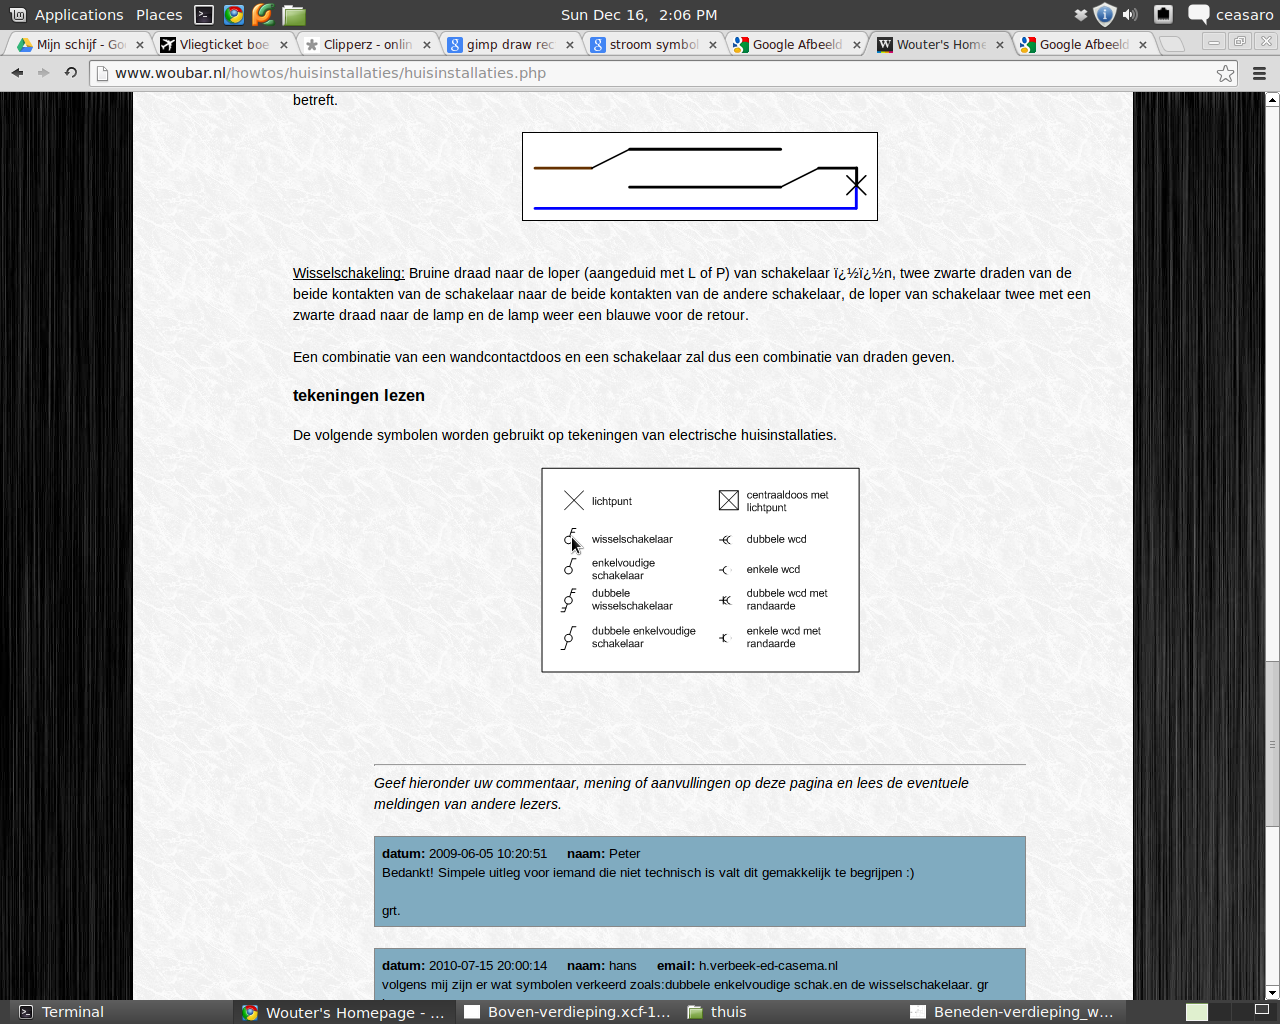 Applications Places Sun Dec 16, 2:06 PM ceasaro
Mijn schijf - Go Vliegticket boe Clipperz - onlin gimp draw rec stroom symbol Google Afbeeld Wouter's Home Google Afbeeld
www.woubar.nl/howtos/huisinstallaties/huisinstallaties.php
betreft.
Wisselschakeling: Bruine draad naar de loper (aangeduid met L of P) van schakelaar ï¿½ï¿½n, twee zwarte draden van de
beide kontakten van de schakelaar naar de beide kontakten van de andere schakelaar, de loper van schakelaar twee met een
zwarte draad naar de lamp en de lamp weer een blauwe voor de retour.
Een combinatie van een wandcontactdoos en een schakelaar zal dus een combinatie van draden geven.
tekeningen lezen
De volgende symbolen worden gebruikt op tekeningen van electrische huisinstallaties.
lichtpunt
centraaldoos met
lichtpunt
wisselschakelaar
dubbele wcd
enkelvoudige
schakelaar
enkele wcd
dubbele
wisselschakelaar
dubbele wcd met
randaarde
dubbele enkelvoudige
schakelaar
enkele wcd met
randaarde
Geef hieronder uw commentaar, mening of aanvullingen op deze pagina en lees de eventuele
meldingen van andere lezers.
datum: 2009-06-05 10:20:51 naam: Peter
Bedankt! Simpele uitleg voor iemand die niet technisch is valt dit gemakkelijk te begrijpen :)
grt.
datum: 2010-07-15 20:00:14 naam: hans email: h.verbeek-ed-casema.nl
volgens mij zijn er wat symbolen verkeerd zoals:dubbele enkelvoudige schak.en de wisselschakelaar. gr
Terminal Wouter's Homepage - ... Boven-verdieping.xcf-1... thuis Beneden-verdieping_w...